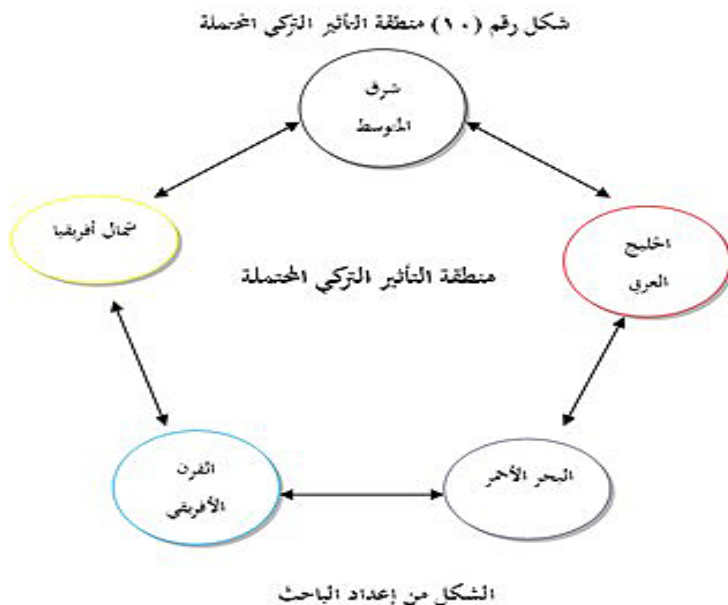 شكل رقم (١٠) منطقة التأثير التركي المحتملة
شرق
المتوسط
شمال أفريقيا
الخليج
العربي
منطقة التأثير التركي المحتملة
القرن
الأفريقي
البحر الأحمر
الشكل من إعداد الباحث